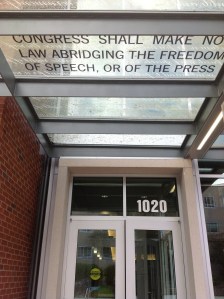 CONGRESS SHALL MAKE NO
LAW ABRIDGING THE FREEDOM
OF SPEECH, OR OF THE PRESS
1020